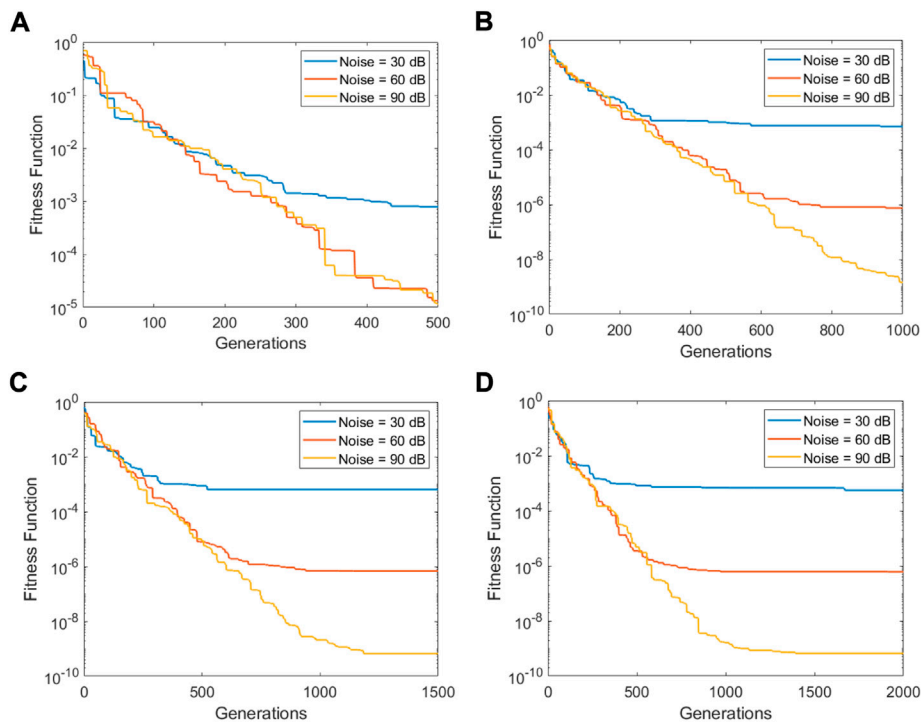 A
Fitness Function
10^0
10^-1
10^-2
10^-3
10^-4
10^-5
0 100 200 300 400 500
Generations
Noise = 30 dB
Noise = 60 dB
Noise = 90 dB
B
Fitness Function
10^0
10^-2
10^-4
10^-6
10^-8
10^-10
0 200 400 600 800 1000
Generations
Noise = 30 dB
Noise = 60 dB
Noise = 90 dB
C
Fitness Function
10^0
10^-2
10^-4
10^-6
10^-8
10^-10
0 500 1000 1500
Generations
Noise = 30 dB
Noise = 60 dB
Noise = 90 dB
D
Fitness Function
10^0
10^-2
10^-4
10^-6
10^-8
10^-10
0 500 1000 1500 2000
Generations
Noise = 30 dB
Noise = 60 dB
Noise = 90 dB